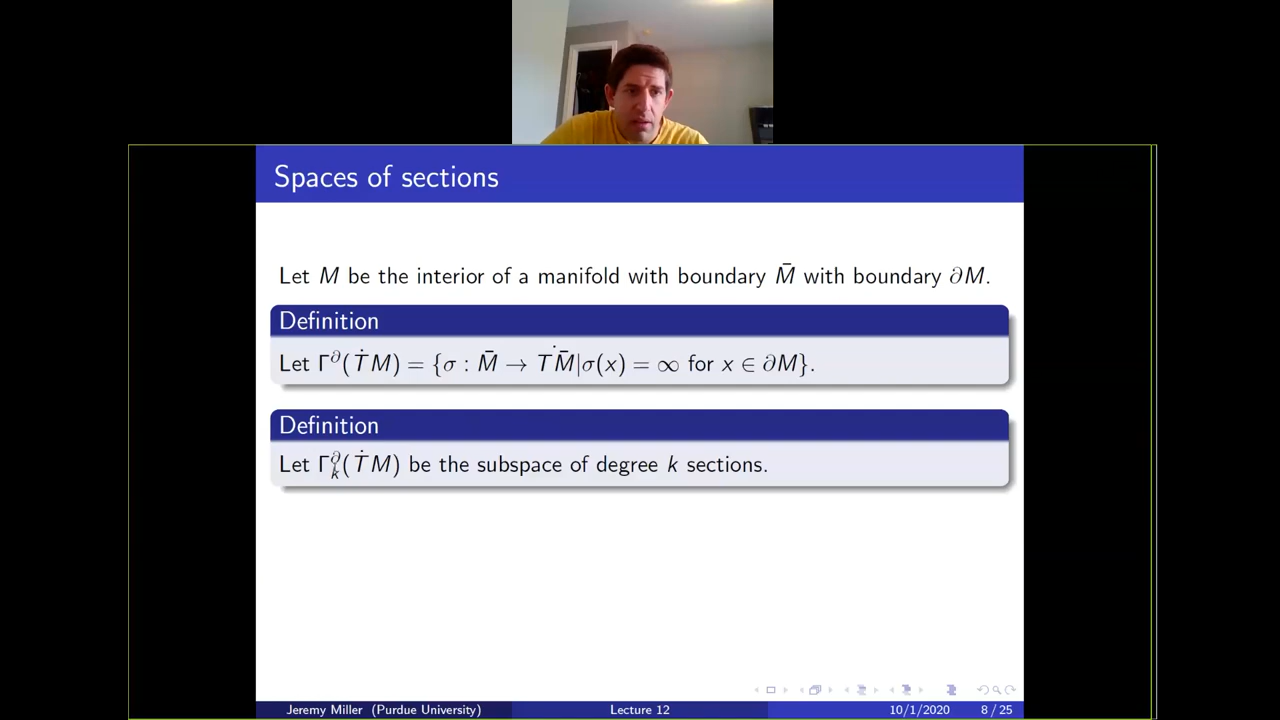 Spaces of sections
Let M be the interior of a manifold with boundary M̄ with boundary ∂M.
Definition
Let Γ^∂(ṪM) = {σ : M̄ → ṪM̄|σ(x) = ∞ for x ∈ ∂M}.
Definition
Let Γ^∂_k(ṪM) be the subspace of degree k sections.
Jeremy Miller (Purdue University) Lecture 12 10/1/2020 8 / 25